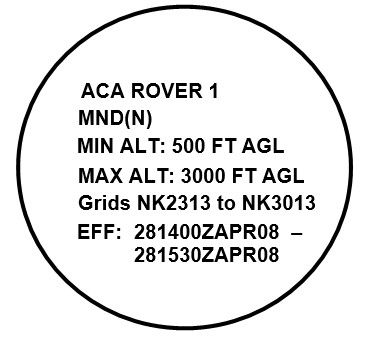 ACA ROVER 1
MND(N)
MIN ALT: 500 FT AGL
MAX ALT: 3000 FT AGL
Grids NK2313 to NK3013
EFF: 281400ZAPR08 –
281530ZAPR08